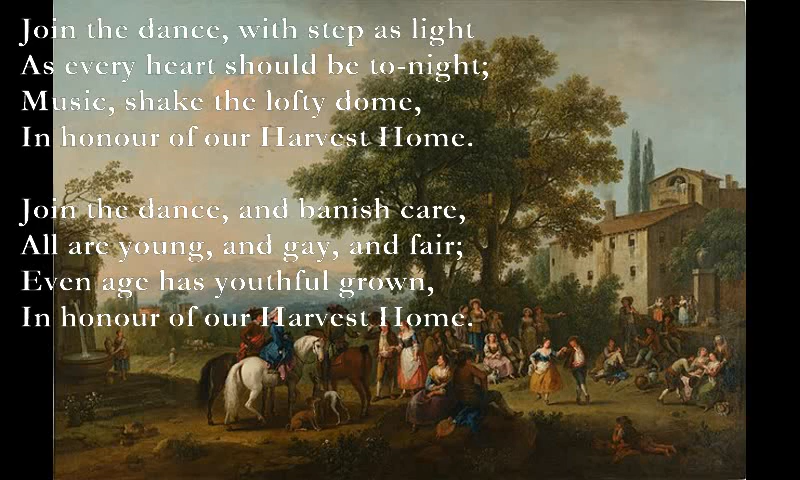 Join the dance, with step as light
As every heart should be to-night;
Music, shake the lofty dome,
In honour of our Harvest Home.

Join the dance, and banish care,
All are young, and gay, and fair;
Even age has youthful grown,
In honour of our Harvest Home.